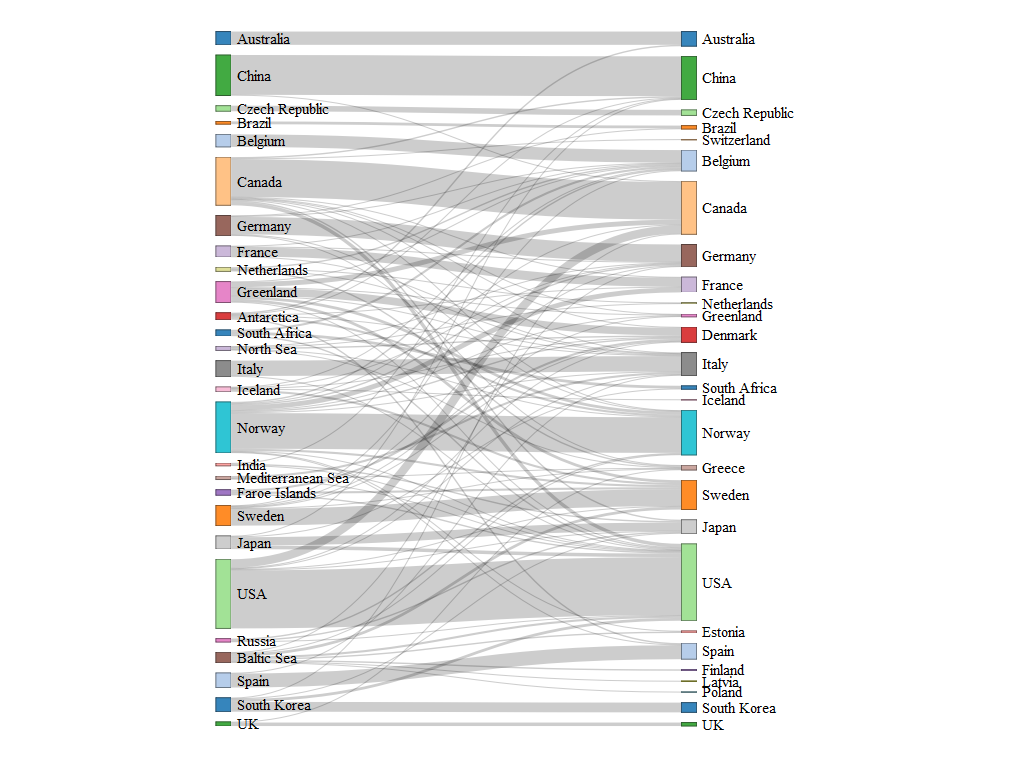 Australia
China
Czech Republic
Brazil
Belgium
Canada
Germany
France
Netherlands
Greenland
Antarctica
South Africa
North Sea
Italy
Iceland
Norway
India
Mediterranean Sea
Faroe Islands
Sweden
Japan
USA
Russia
Baltic Sea
Spain
South Korea
UK
Australia
China
Czech Republic
Brazil
Switzerland
Belgium
Canada
Germany
France
Netherlands
Greenland
Denmark
Italy
South Africa
Iceland
Norway
Greece
Sweden
Japan
USA
Estonia
Spain
Finland
Latvia
Poland
South Korea
UK